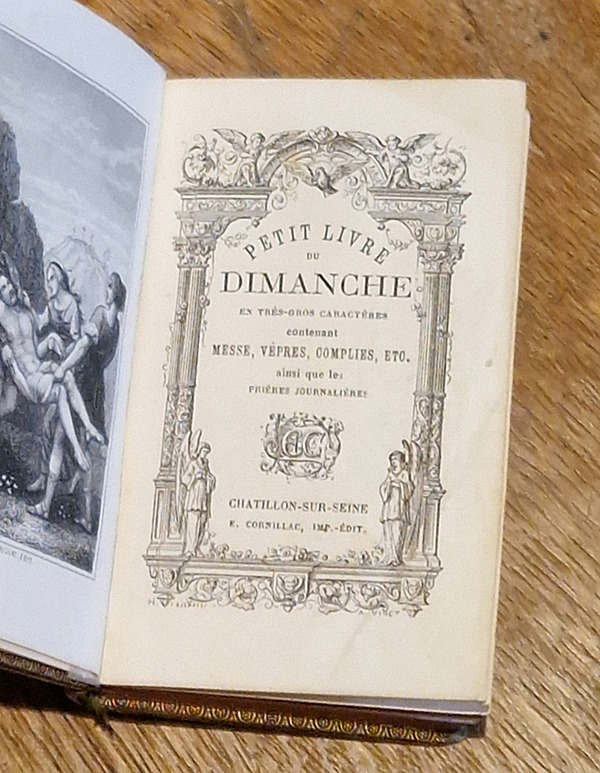 PETIT LIVRE
DU
DIMANCHE
EN TRÈS-GROS CARACTÈRES
contenant
MESSE, VÊPRES, COMPLIES, ETC.
ainsi que les
PRIÈRES JOURNALIÈRES
EC
CHATILLON-SUR-SEINE
E. CORNILLAC, IMP.-ÉDIT.